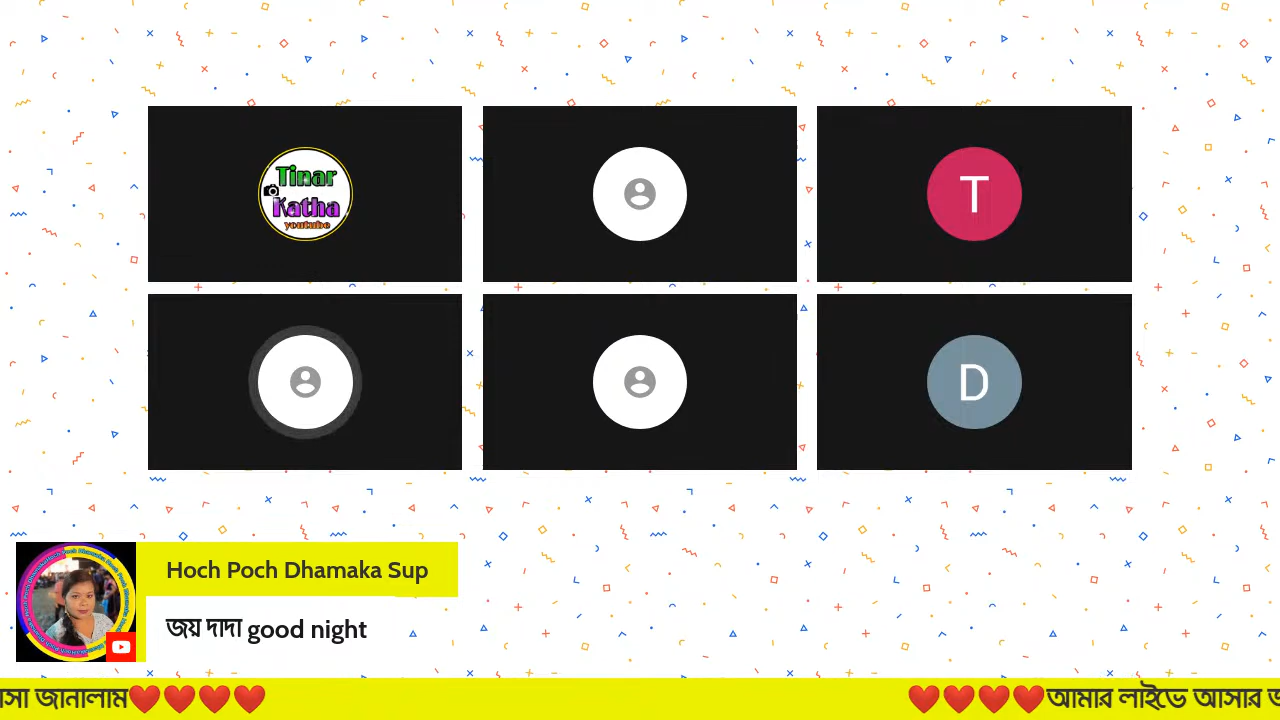 Tinar
Katha
youtube
T
D
Hoch Poch Dhamaka Sup
জয় দাদা good night
জানালাম❤️❤️❤️❤️
❤️❤️❤️❤️আমার লাইভে আসার